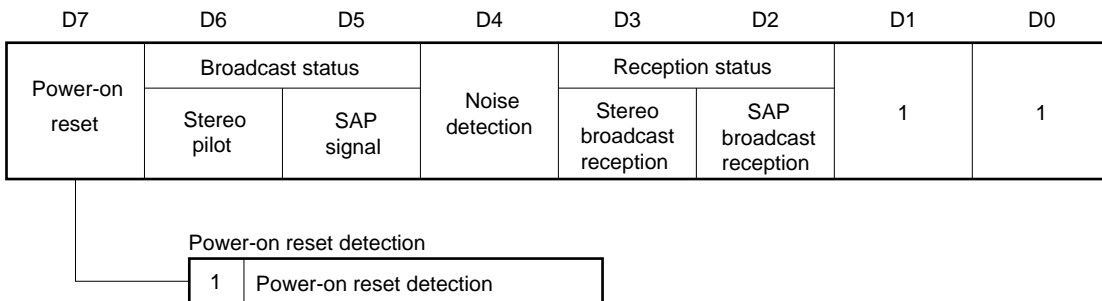 D7 D6 D5 D4 D3 D2 D1 D0
Power-on
reset
Broadcast status
Stereo
pilot
SAP
signal
Noise
detection
Reception status
Stereo
broadcast
reception
SAP
broadcast
reception
1
1
Power-on reset detection
1 Power-on reset detection